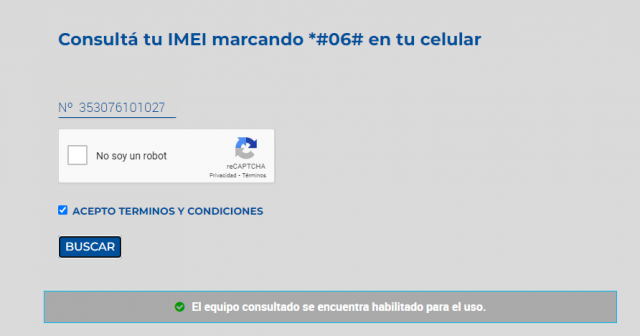 Consultá tu IMEI marcando *#06# en tu celular
Nº 353076101027
No soy un robot
reCAPTCHA
Privacidad - Términos
ACEPTO TERMINOS Y CONDICIONES
BUSCAR
El equipo consultado se encuentra habilitado para el uso.